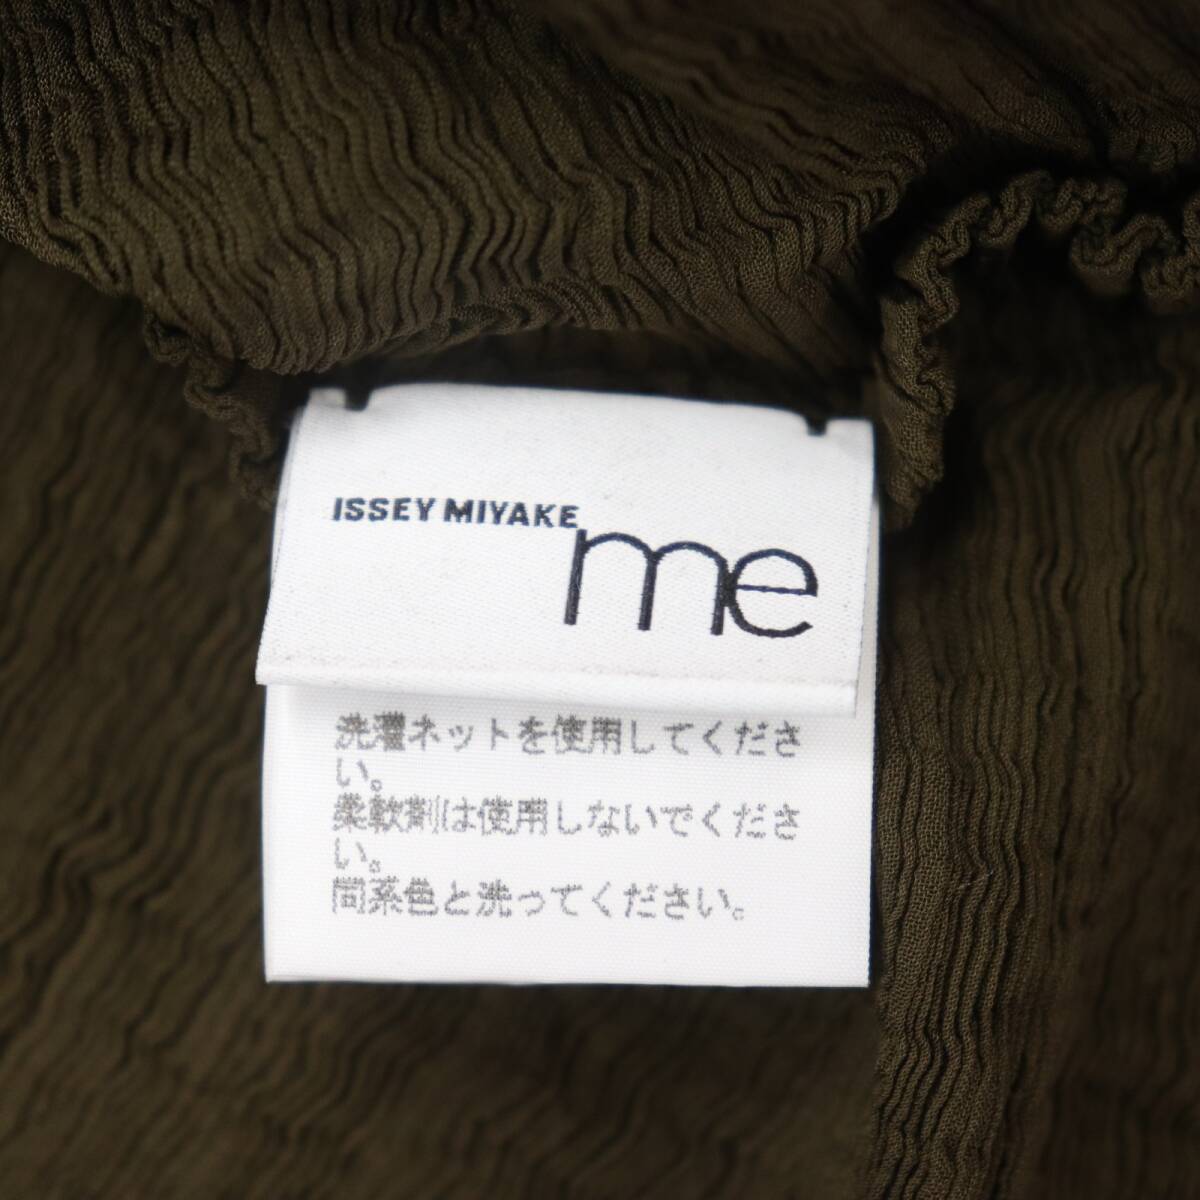 ISSEY MIYAKE
me
洗濯ネットを使用してくださ
い。
柔軟剤は使用しないでくださ
い。
同系色と洗ってください。